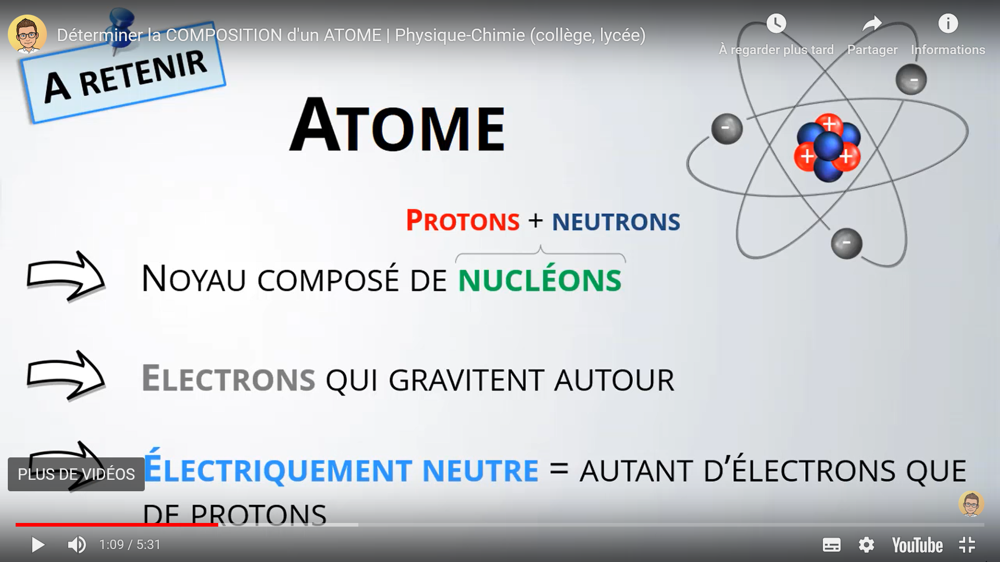 Déterminer la COMPOSITION d'un ATOME | Physique-Chimie (collège, lycée)
À regarder plus tard
Partager
Informations
A RETENIR
ATOME
-
-
+
+ +
-
PROTONS + NEUTRONS
NOYAU COMPOSÉ DE NUCLÉONS
ELECTRONS QUI GRAVITENT AUTOUR
PLUS DE VIDÉOS
ÉLECTRIQUEMENT NEUTRE = AUTANT D’ÉLECTRONS QUE
DE PROTONS
1:09 / 5:31
YouTube